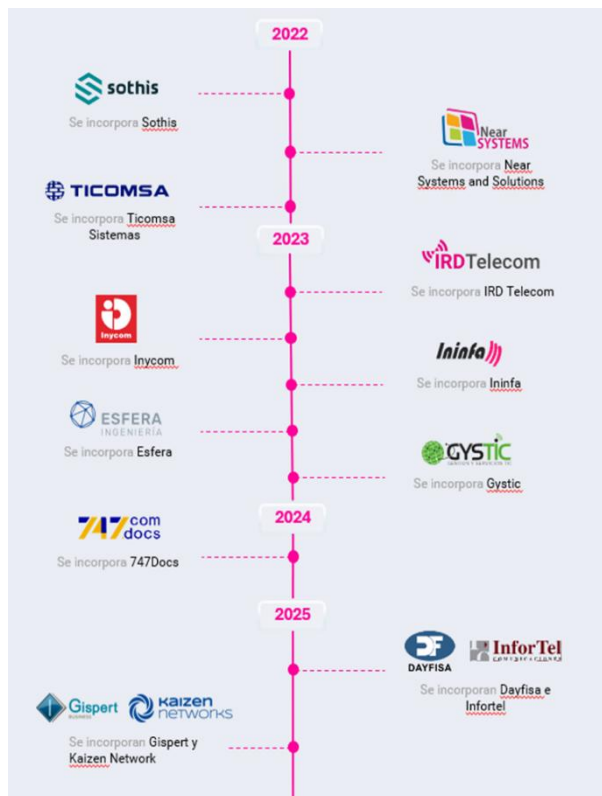 2022
sothis
Se incorpora Sothis
Near
SYSTEMS
Se incorpora Near
Systems and Solutions
TICOMSA
Se incorpora Ticomsa
Sistemas
2023
IRDTelecom
Se incorpora IRD Telecom
Inycom
Se incorpora Inycom
Ininfa
Se incorpora Ininfa
ESFERA
INGENIERÍA
Se incorpora Esfera
GYSTIC
Se incorpora Gystic
2024
747 com
docs
Se incorpora 747Docs
2025
DF
DAYFISA
InforTel
Se incorporan Dayfisa e
Infortel
Gispert
BUSINESS
KaIzen
networks
Se incorporan Gispert y
Kaizen Network